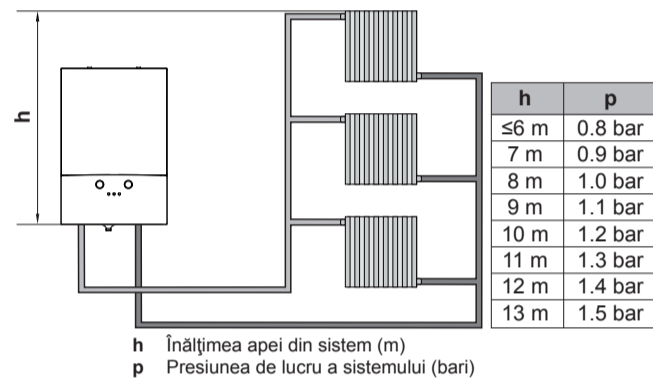 h
h p
≤6 m 0.8 bar
7 m 0.9 bar
8 m 1.0 bar
9 m 1.1 bar
10 m 1.2 bar
11 m 1.3 bar
12 m 1.4 bar
13 m 1.5 bar
h Înălţimea apei din sistem (m)
p Presiunea de lucru a sistemului (bari)